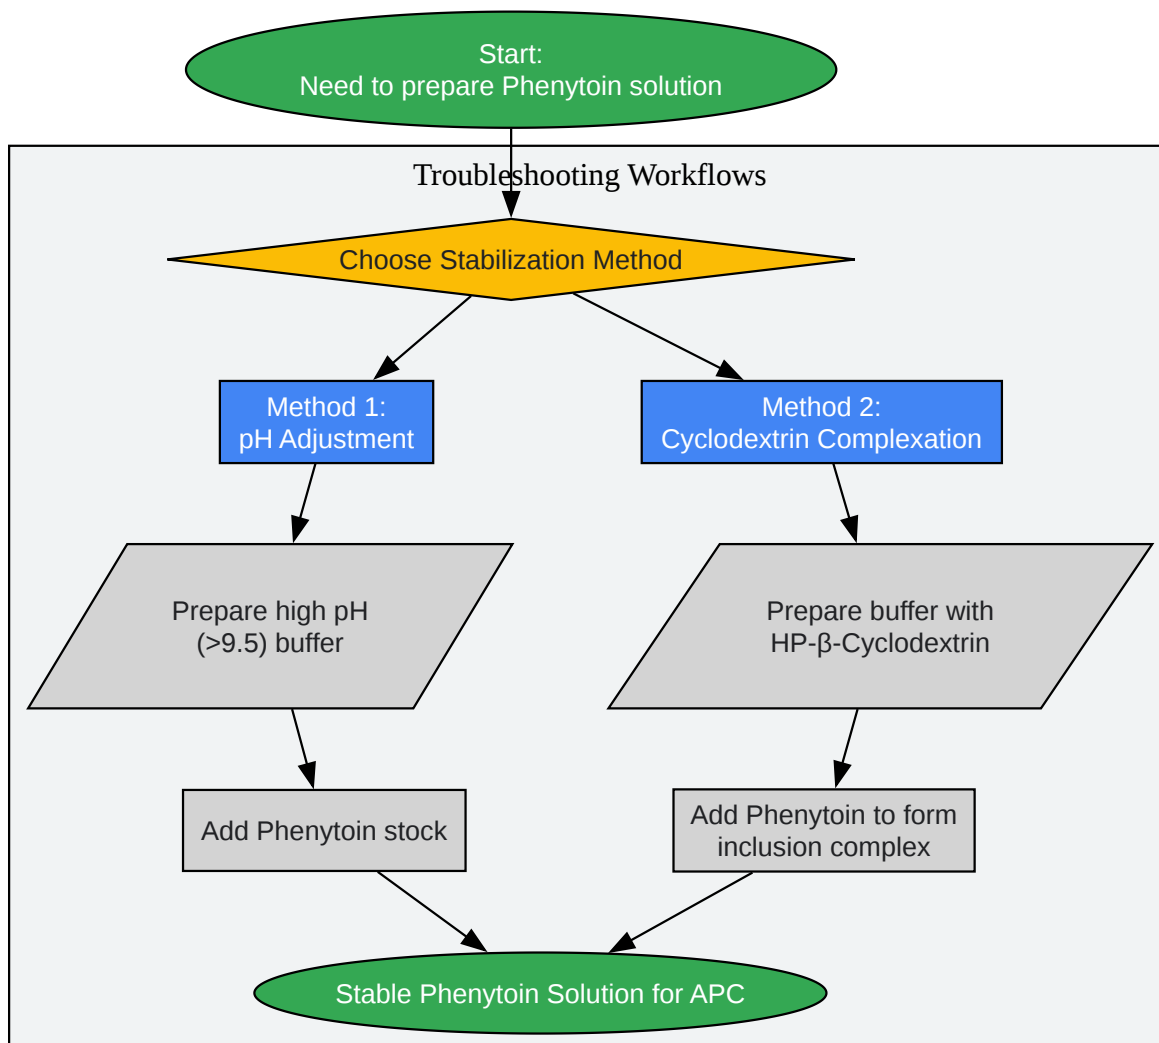 Start:
Need to prepare Phenytoin solution
Troubleshooting Workflows
Choose Stabilization Method
Method 1:
pH Adjustment
Method 2:
Cyclodextrin Complexation
Prepare high pH
(>9.5) buffer
Prepare buffer with
HP-β-Cyclodextrin
Add Phenytoin stock
Add Phenytoin to form
inclusion complex
Stable Phenytoin Solution for APC